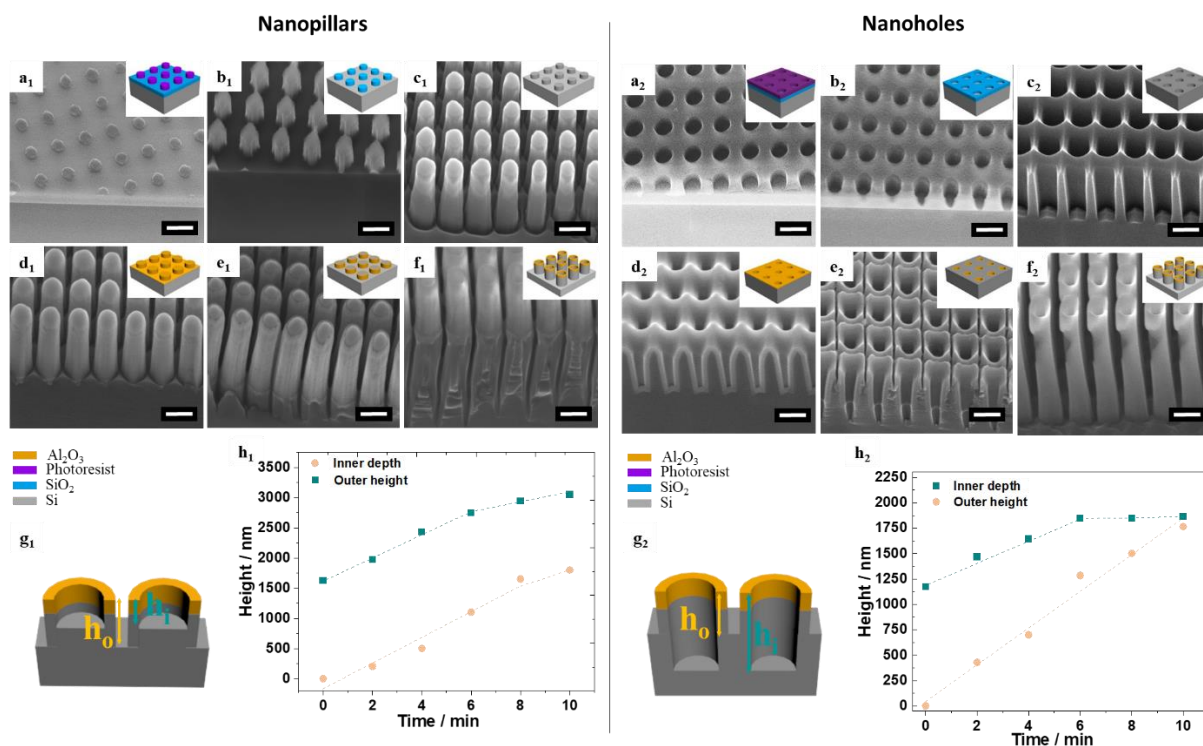 Nanopillars
a1
b1
c1
d1
e1
f1
Al2O3
Photoresist
SiO2
Si
g1
ho
hi
h1
Inner depth
Outer height
Height / nm
3500
3000
2500
2000
1500
1000
500
0
0 2 4 6 8 10
Time / min
Nanoholes
a2
b2
c2
d2
e2
f2
Al2O3
Photoresist
SiO2
Si
g2
ho
hi
h2
Inner depth
Outer height
Height / nm
2250
2000
1750
1500
1250
1000
750
500
250
0
0 2 4 6 8 10
Time / min